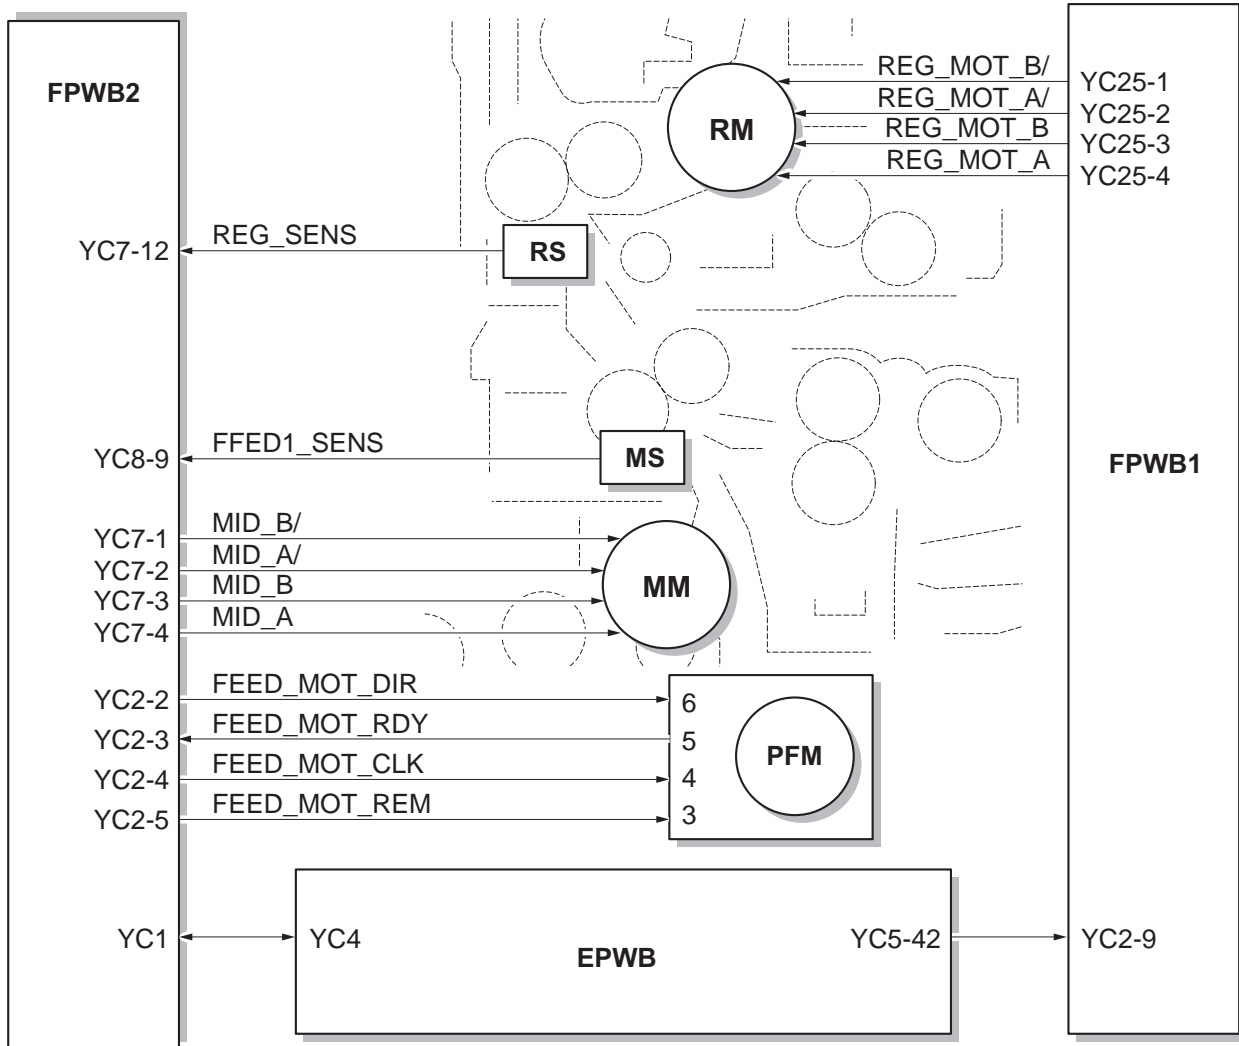 FPWB2
RM
REG_MOT_B/
YC25-1
REG_MOT_A/
YC25-2
REG_MOT_B
YC25-3
REG_MOT_A
YC25-4
YC7-12
REG_SENS
RS
YC8-9
FFED1_SENS
MS
FPWB1
YC7-1
MID_B/
YC7-2
MID_A/
YC7-3
MID_B
YC7-4
MID_A
MM
YC2-2
FEED_MOT_DIR
6
YC2-3
FEED_MOT_RDY
5
YC2-4
FEED_MOT_CLK
4
YC2-5
FEED_MOT_REM
3
PFM
YC1
YC4
EPWB
YC5-42
YC2-9